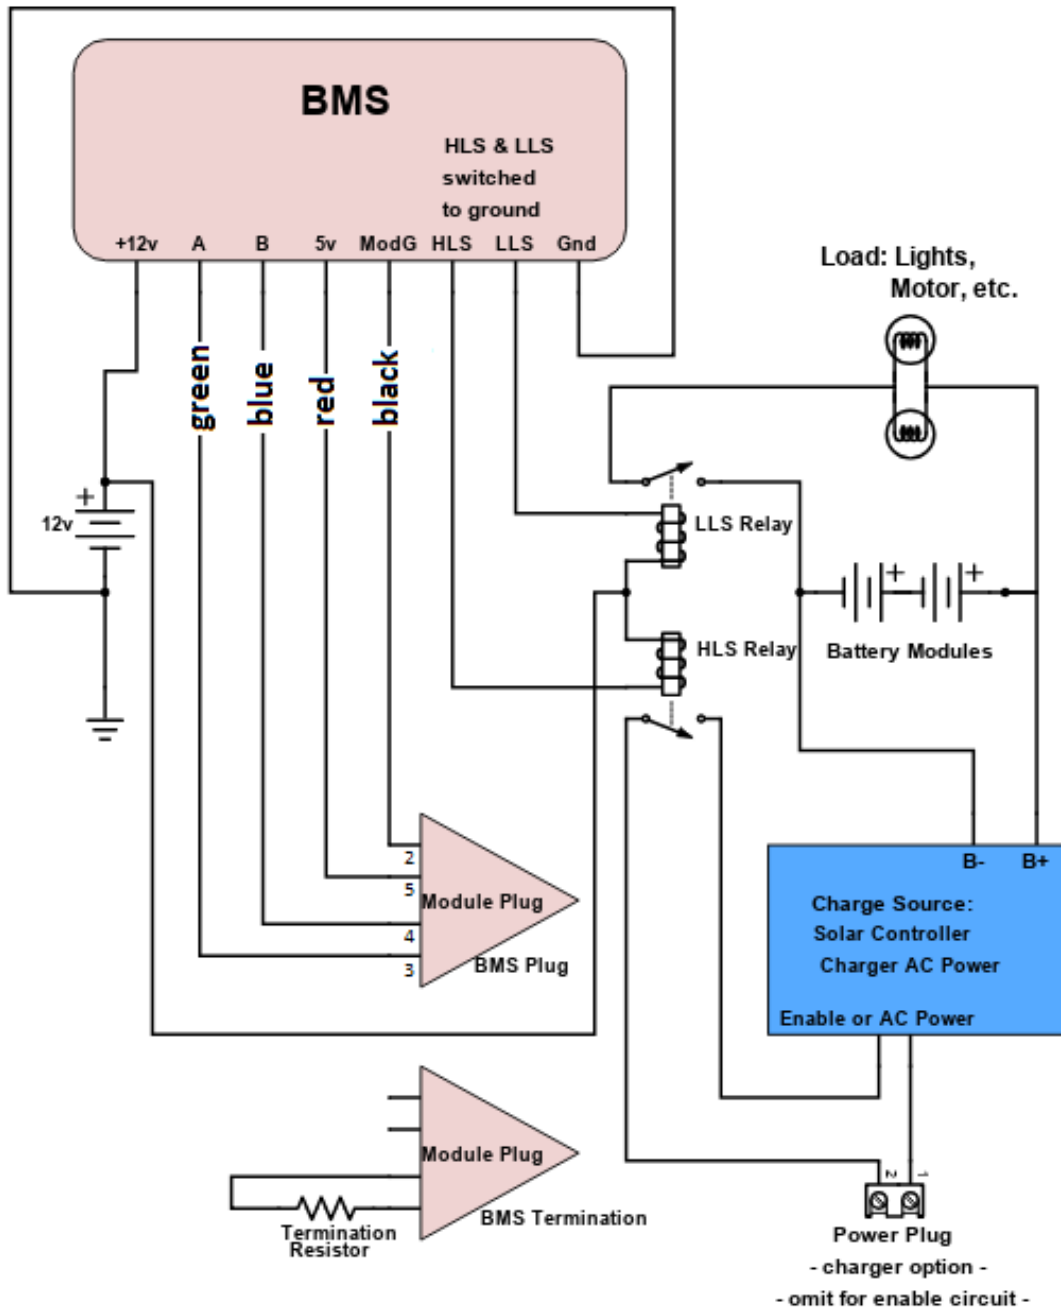 BMS
HLS & LLS
switched
to ground
+12v A B 5v ModG HLS LLS Gnd
Load: Lights,
Motor, etc.
green
blue
red
black
+
12v
LLS Relay
+ +
HLS Relay
Battery Modules
2
5
Module Plug
4
3
BMS Plug
B- B+
Charge Source:
Solar Controller
Charger AC Power
Enable or AC Power
Module Plug
BMS Termination
Termination
Resistor
2 1
Power Plug
- charger option -
- omit for enable circuit -